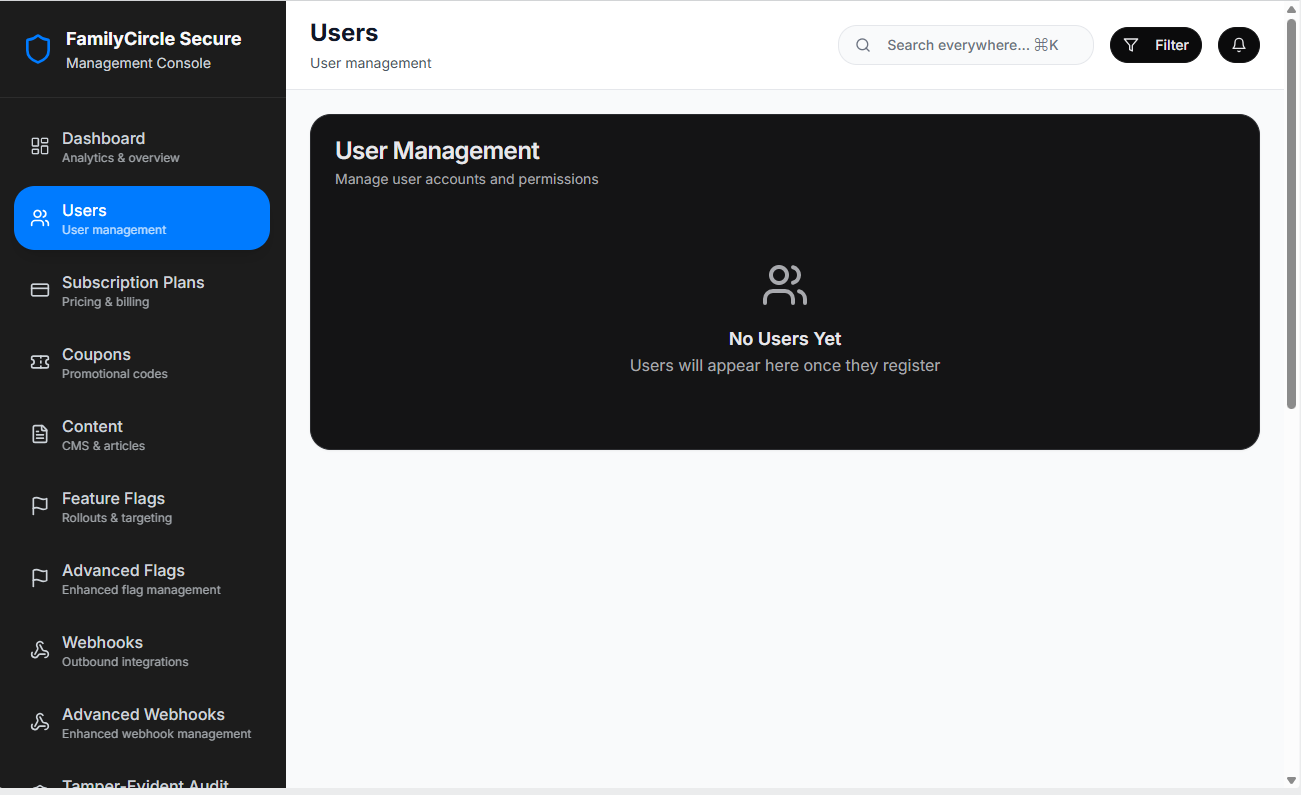 FamilyCircle Secure
Management Console
Dashboard
Analytics & overview
Users
User management
Subscription Plans
Pricing & billing
Coupons
Promotional codes
Content
CMS & articles
Feature Flags
Rollouts & targeting
Advanced Flags
Enhanced flag management
Webhooks
Outbound integrations
Advanced Webhooks
Enhanced webhook management
Tamper-Evident Audit
Users
User management
Search everywhere... ⌘K
Filter
User Management
Manage user accounts and permissions
No Users Yet
Users will appear here once they register